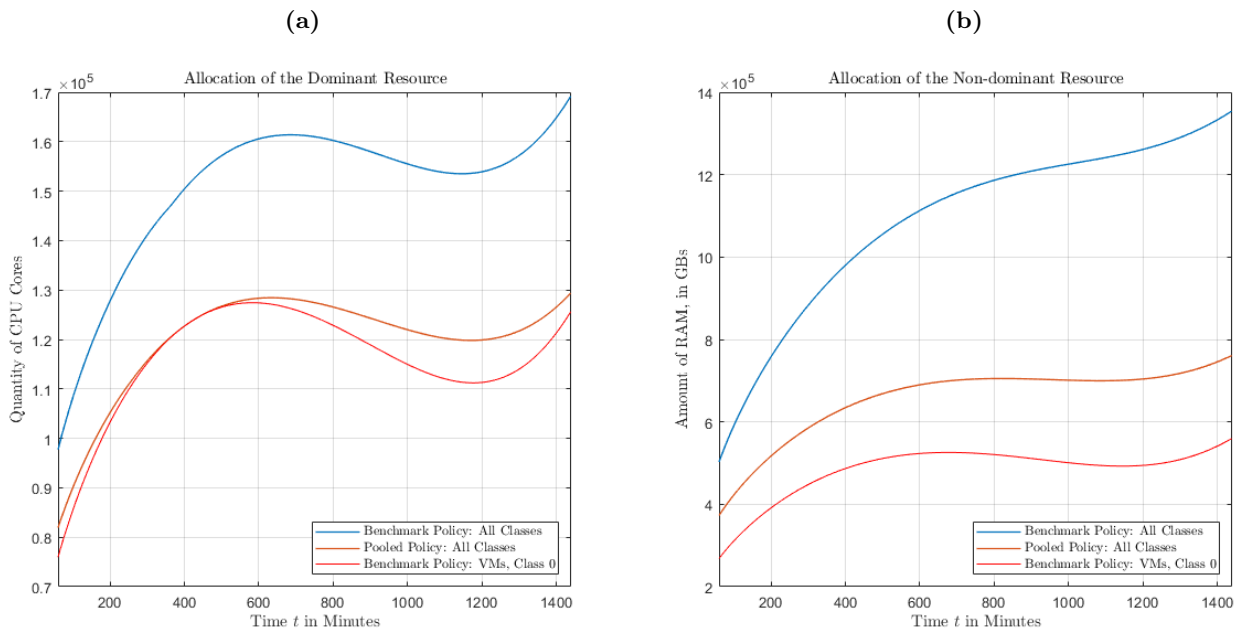 (a)
Allocation of the Dominant Resource
×10^5
1.7
1.6
1.5
1.4
1.3
1.2
1.1
1
0.9
0.8
0.7
Quantity of CPU Cores
200
400
600
800
1000
1200
1400
Time t in Minutes
Benchmark Policy: All Classes
Pooled Policy: All Classes
Benchmark Policy: VMs, Class 0
(b)
Allocation of the Non-dominant Resource
×10^5
14
12
10
8
6
4
2
Amount of RAM, in GBs
200
400
600
800
1000
1200
1400
Time t in Minutes
Benchmark Policy: All Classes
Pooled Policy: All Classes
Benchmark Policy: VMs, Class 0